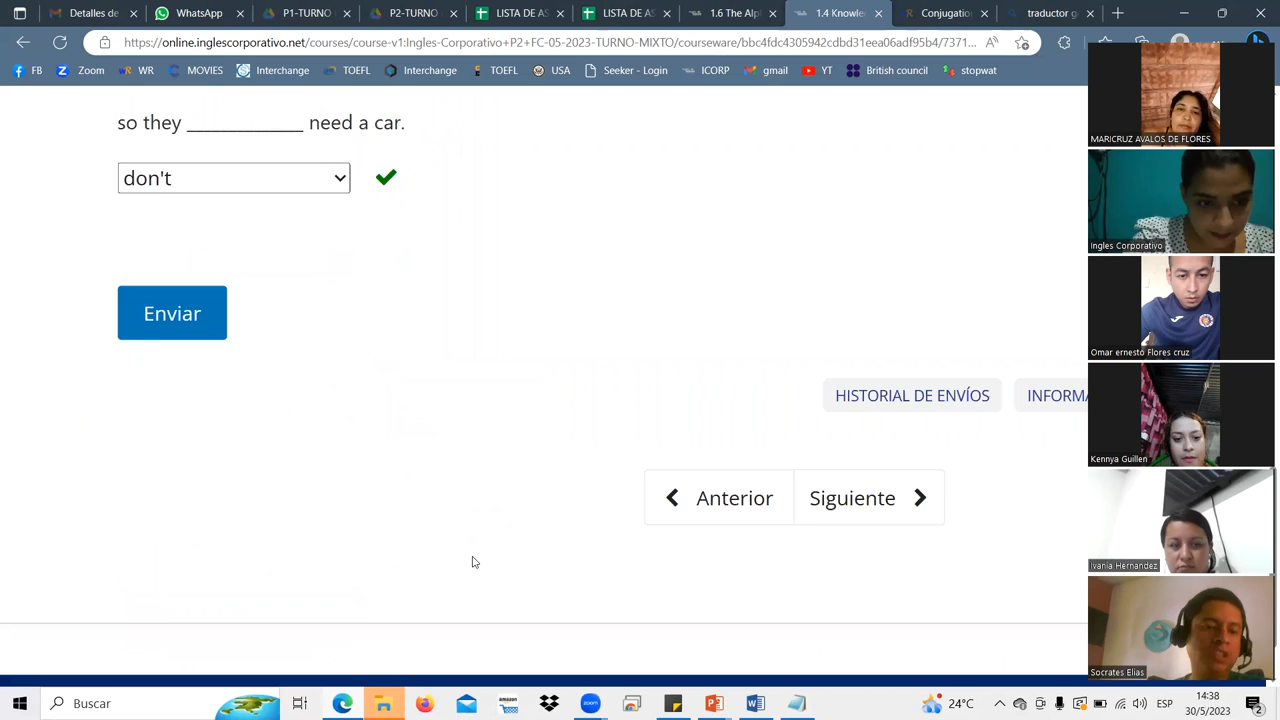 Detalles de
WhatsApp
P1-TURNO
P2-TURNO
LISTA DE AS
LISTA DE AS
1.6 The Alp
1.4 Knowle
Conjugatio
traductor g
https://online.inglescorporativo.net/courses/course-v1:Ingles-Corporativo+P2+FC-05-2023-TURNO-MIXTO/courseware/bbc4fdc4305942cdbd31eea06adf95b4/7371...
FB
Zoom
WR
MOVIES
Interchange
TOEFL
Interchange
TOEFL
USA
Seeker - Login
ICORP
gmail
YT
British council
stopwat
so they ____________ need a car.
don't
Enviar
HISTORIAL DE ENVÍOS
INFORMA
Anterior
Siguiente
MARICRUZ AVALOS DE FLORES
Ingles Corporativo
Omar ernesto Flores cruz
Kennya Guillen
Ivania Hernandez
Socrates Elias
Buscar
24°C
ESP
14:38
30/5/2023
2